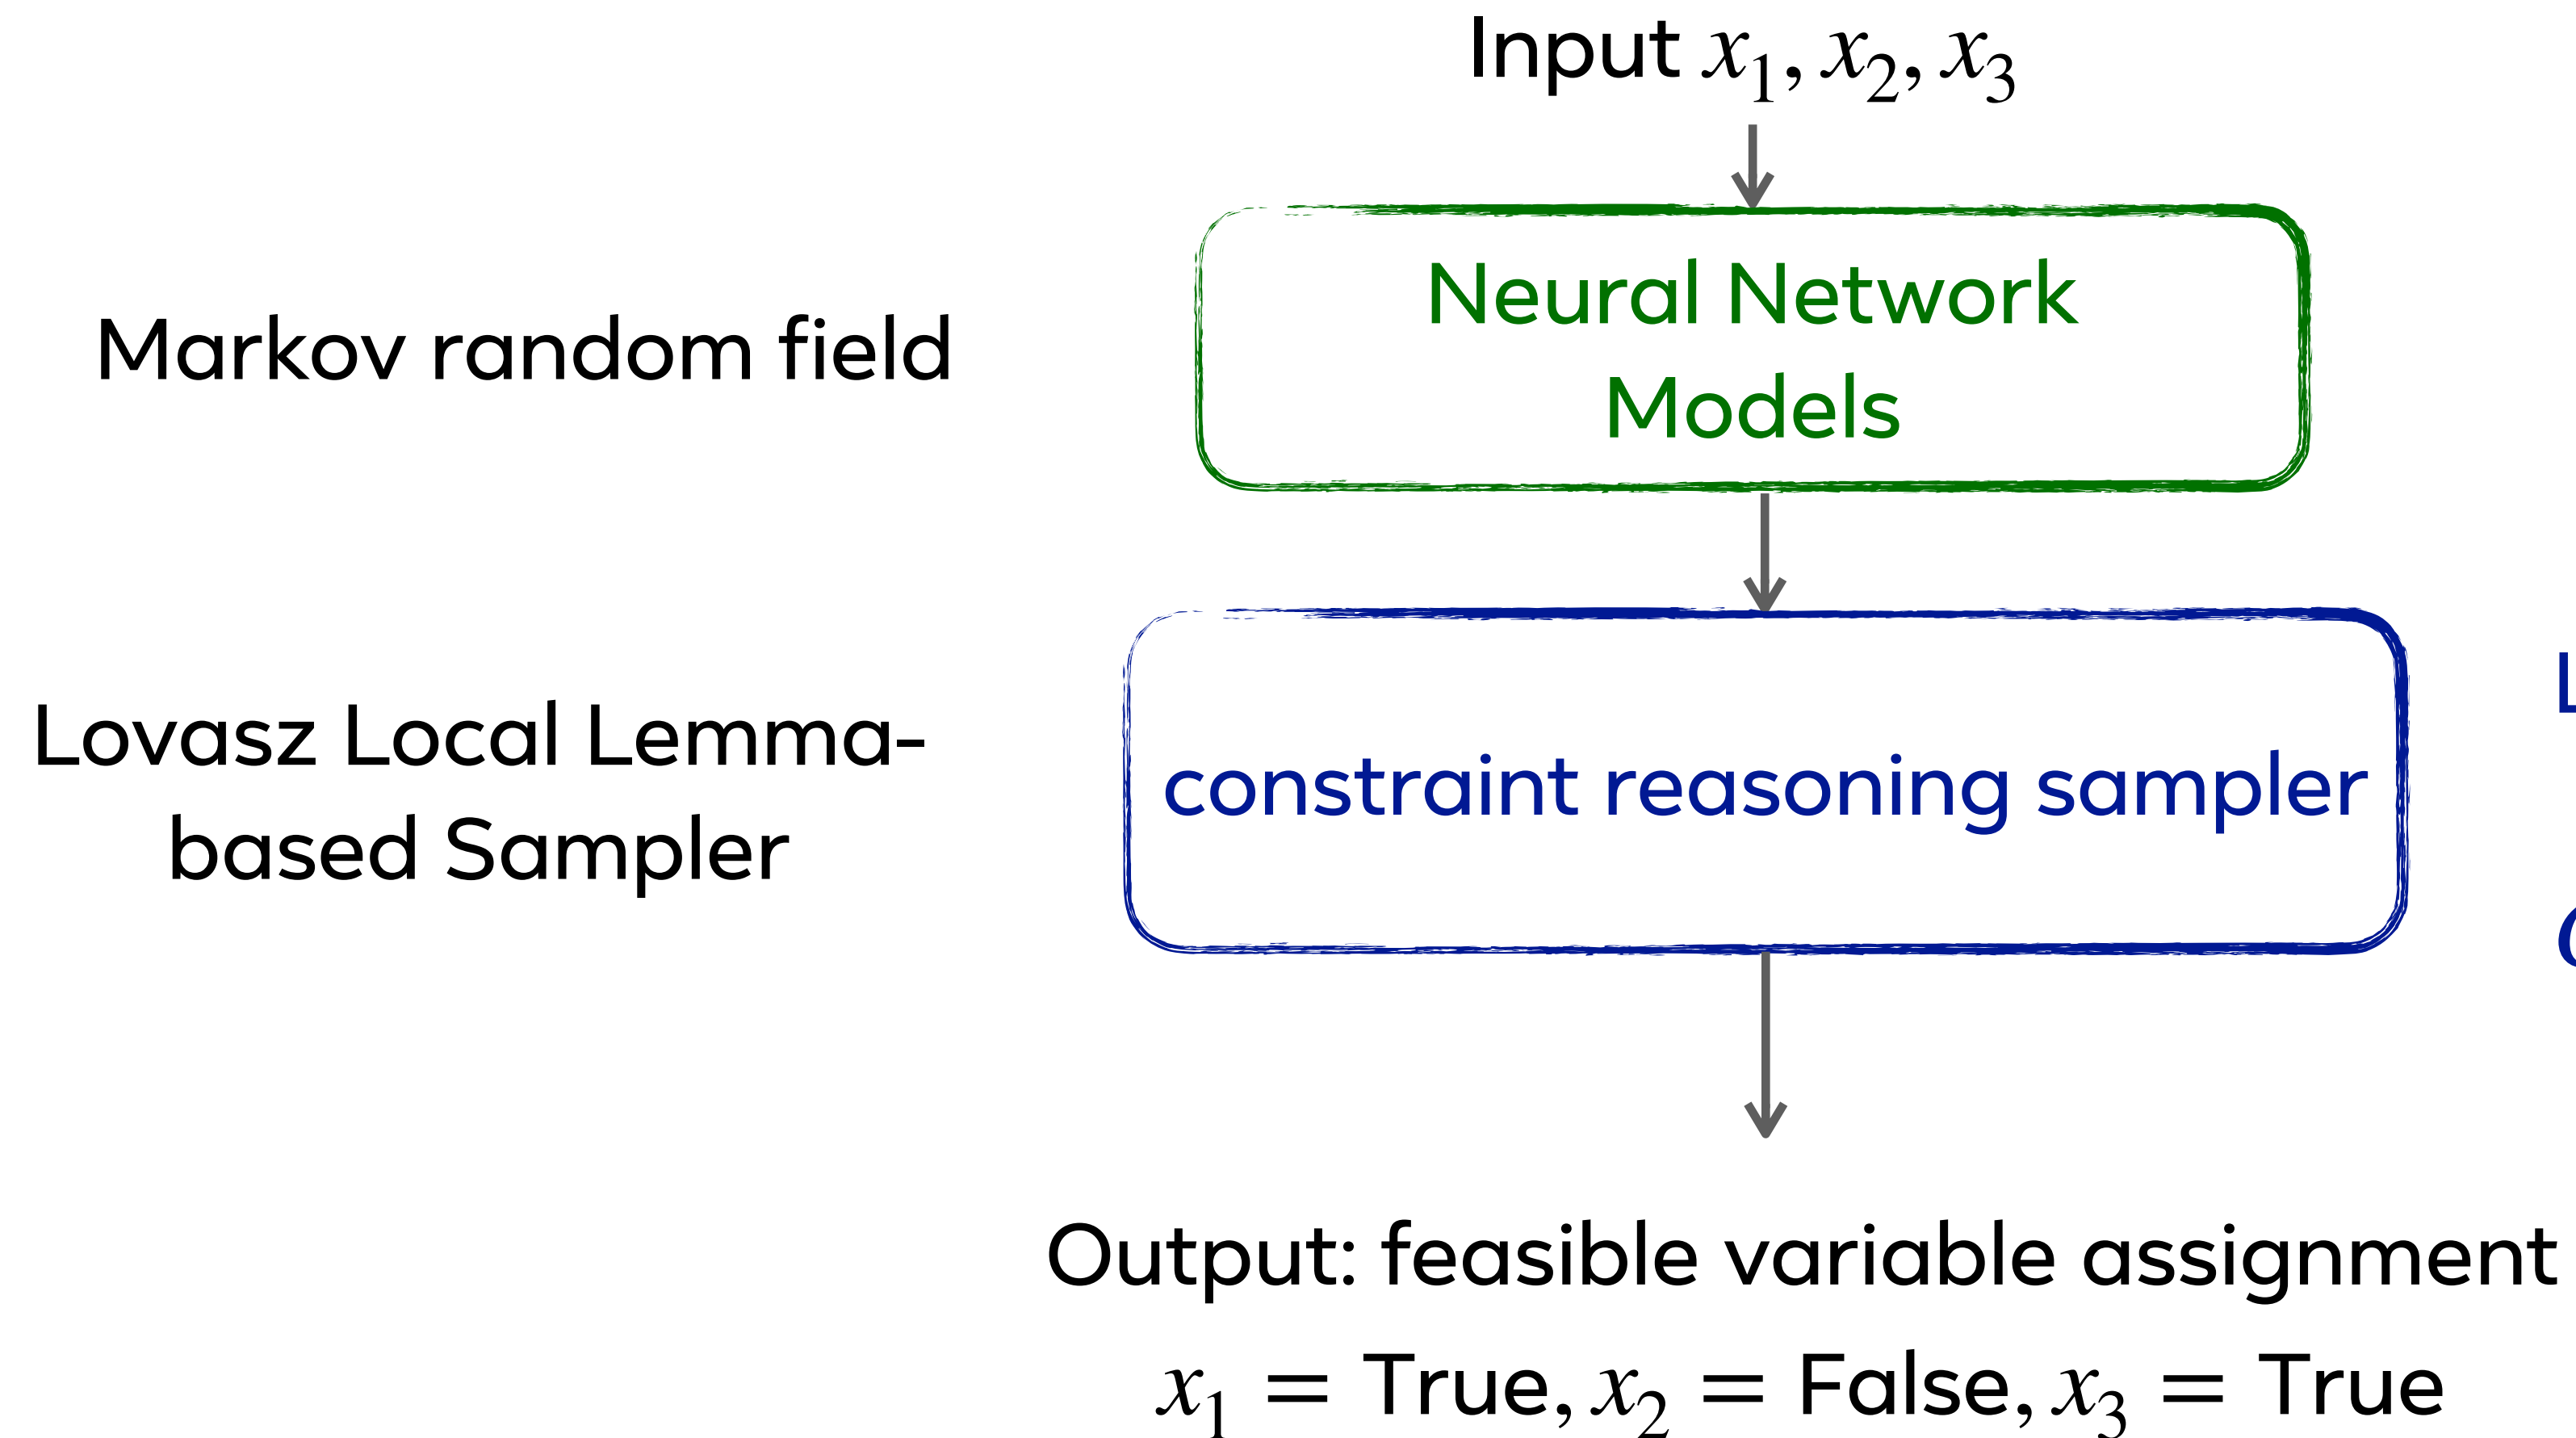 Input x₁, x₂, x₃
Neural Network
Models
Markov random field
constraint reasoning sampler
Lovasz Local Lemma-
based Sampler
Output: feasible variable assignment
x₁ = True, x₂ = False, x₃ = True